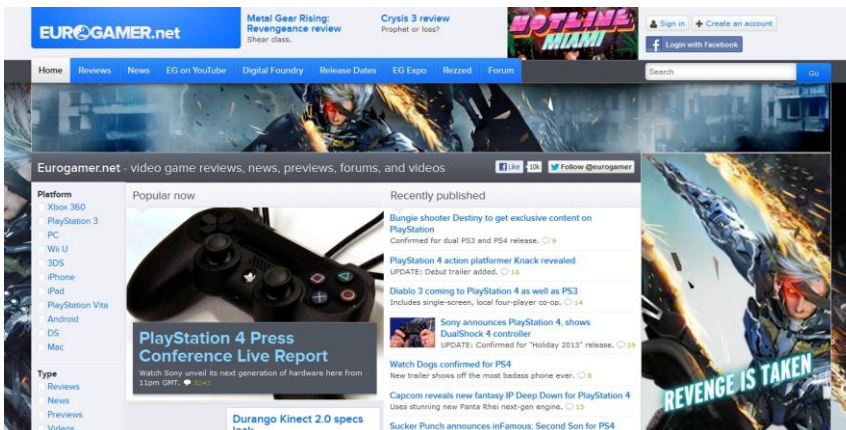 EUROGAMER.net
Metal Gear Rising:
Revengeance review
Shear class.
Crysis 3 review
Prophet or loss?
HOTLINE
MIAMI
Sign in
Create an account
Login with Facebook
Home Reviews News EG on YouTube Digital Foundry Release Dates EG Expo Rezzed Forum
Search Go
Eurogamer.net - video game reviews, news, previews, forums, and videos
Like 10k Follow @eurogamer
Platform
Xbox 360
PlayStation 3
PC
Wii U
3DS
iPhone
iPad
PlayStation Vita
Android
DS
Mac
Type
Reviews
News
Previews
Videos
Popular now
PlayStation 4 Press
Conference Live Report
Watch Sony unveil its next generation of hardware here from
11pm GMT. 3243
Durango Kinect 2.0 specs
leak
Recently published
Bungie shooter Destiny to get exclusive content on
PlayStation
Confirmed for dual PS3 and PS4 release. 9
PlayStation 4 action platformer Knack revealed
UPDATE: Debut trailer added. 16
Diablo 3 coming to PlayStation 4 as well as PS3
Includes single-screen, local four-player co-op. 14
Sony announces PlayStation 4, shows
DualShock 4 controller
UPDATE: Confirmed for "Holiday 2013" release. 39
Watch Dogs confirmed for PS4
New trailer shows off the most badass phone ever. 8
Capcom reveals new fantasy IP Deep Down for PlayStation 4
Uses stunning new Panta Rhei next-gen engine. 15
Sucker Punch announces inFamous: Second Son for PS4
REVENGE IS TAKEN